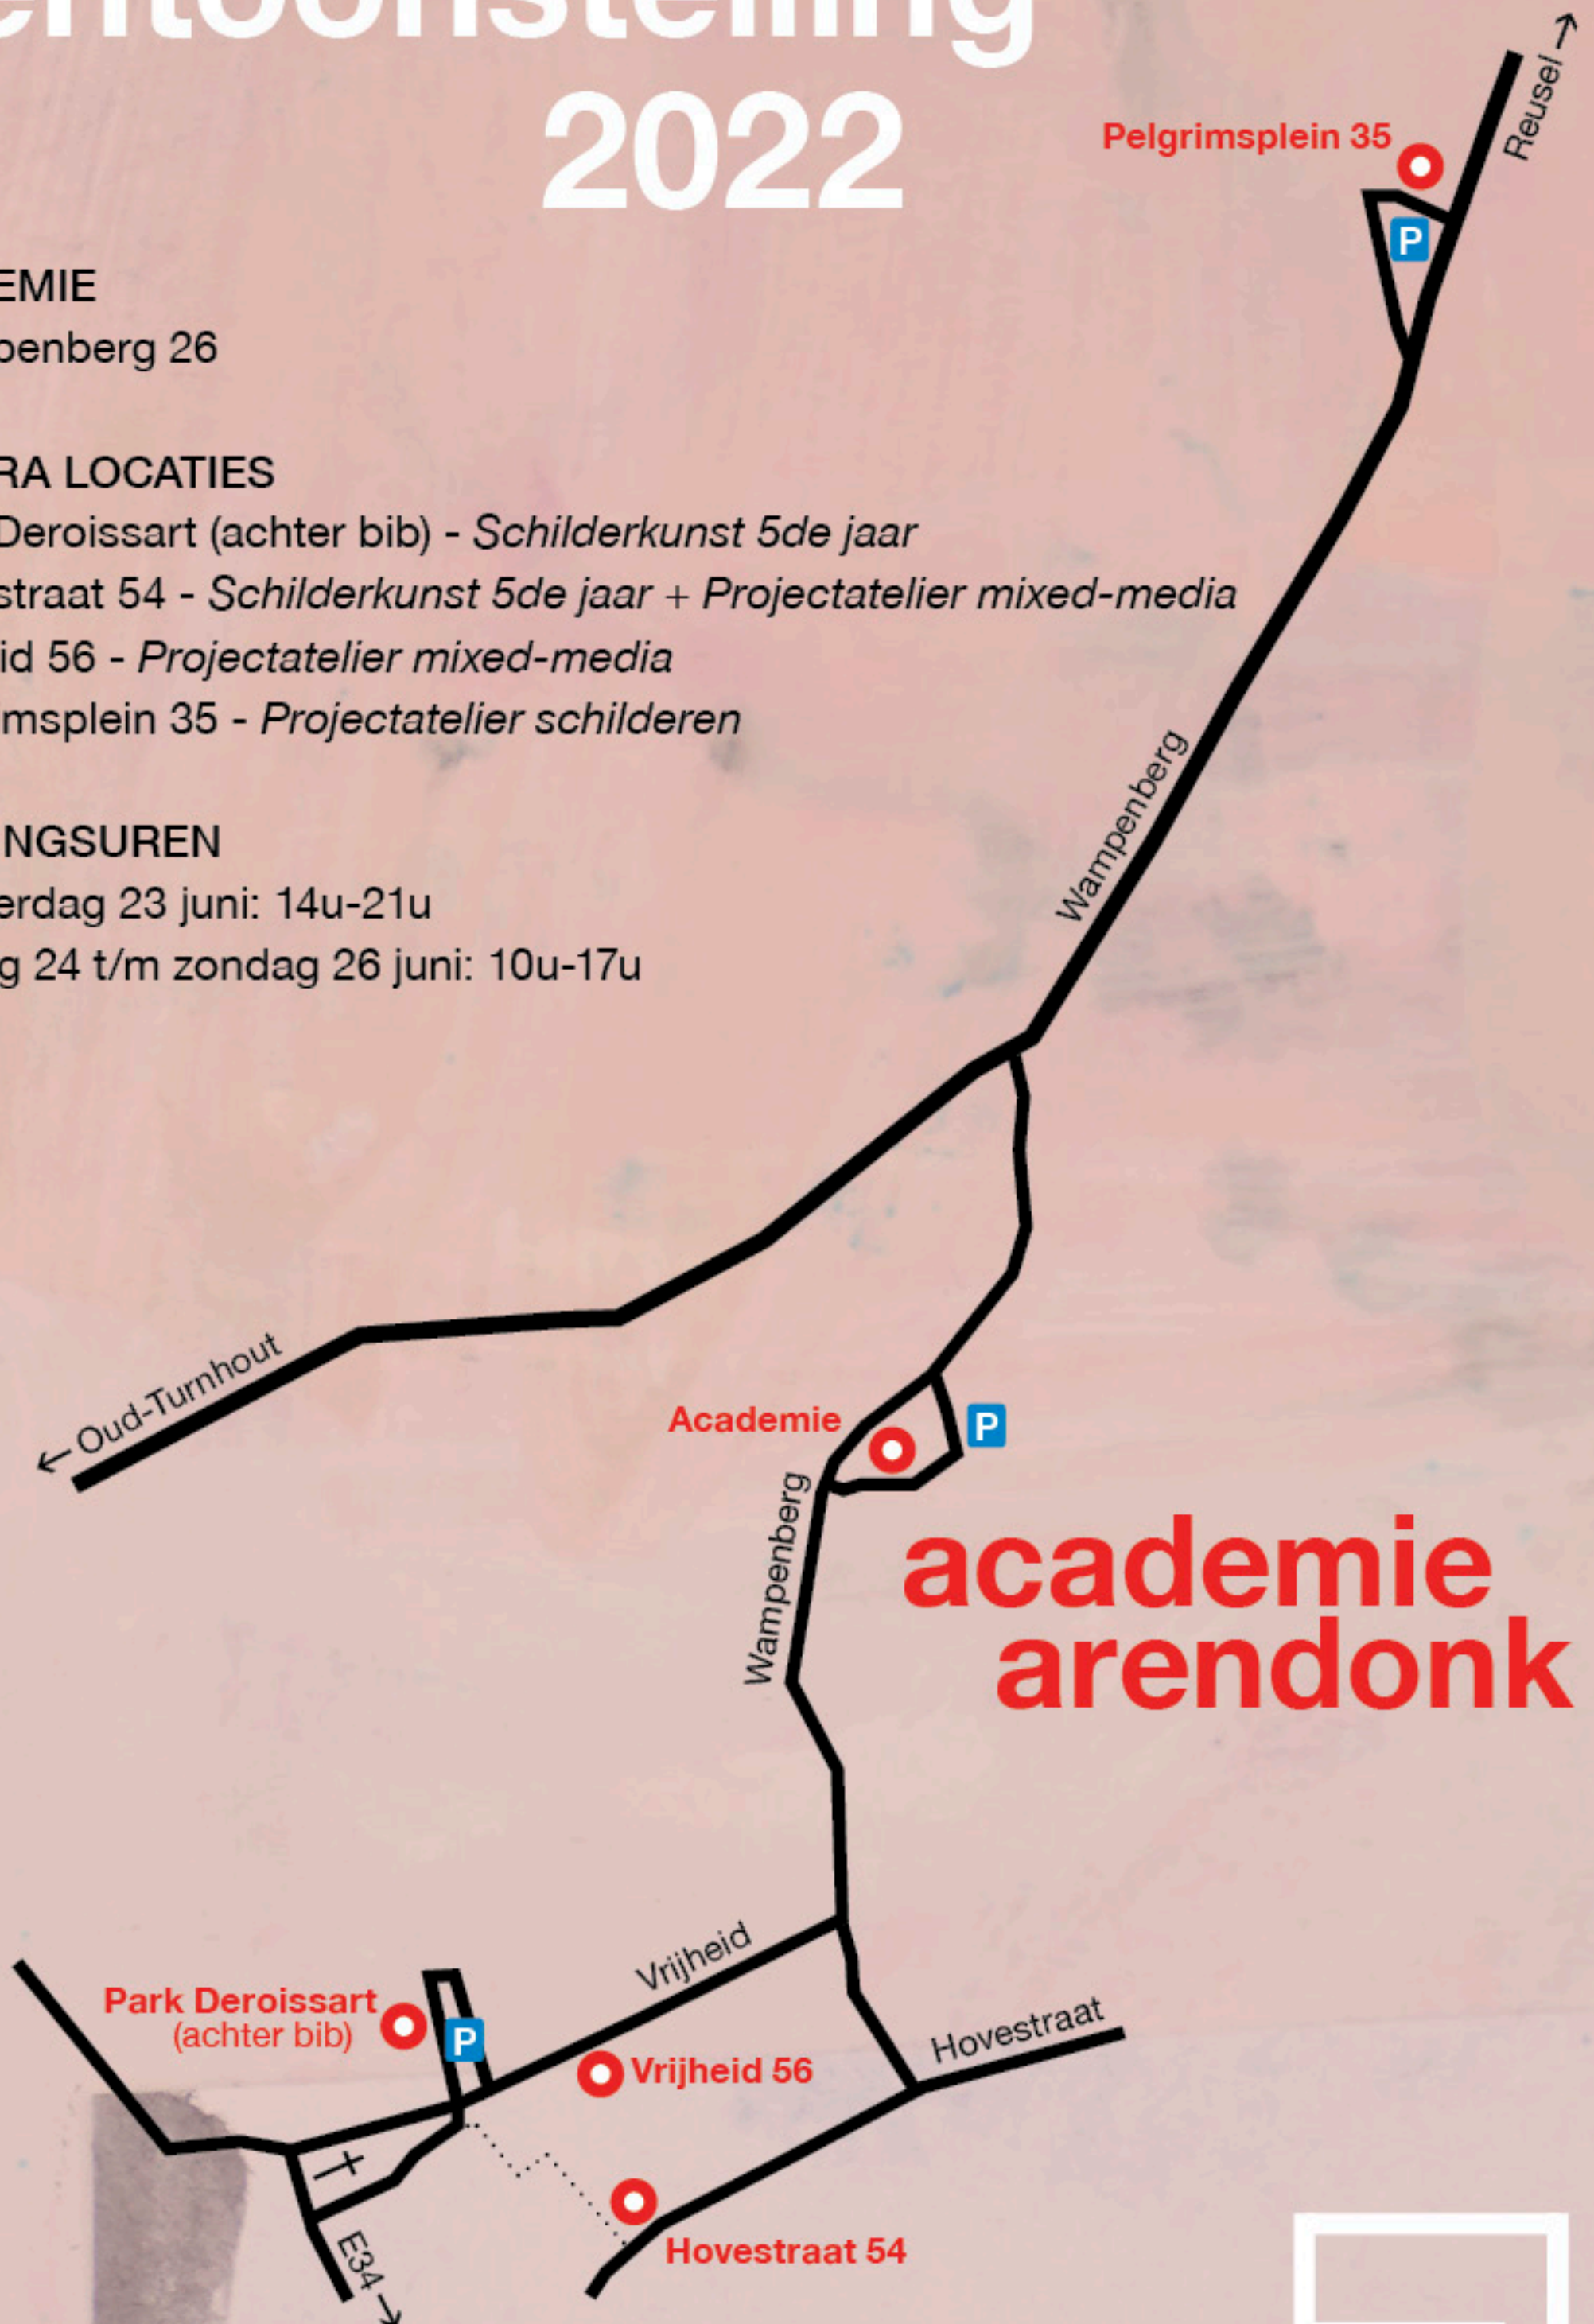 entoonstelling
2022
EMIE
penberg 26
RA LOCATIES
Deroissart (achter bib) - Schilderkunst 5de jaar
straat 54 - Schilderkunst 5de jaar + Projectatelier mixed-media
id 56 - Projectatelier mixed-media
msplein 35 - Projectatelier schilderen
NGSUREN
erdag 23 juni: 14u-21u
g 24 t/m zondag 26 juni: 10u-17u
Reusel →
Pelgrimsplein 35
P
Wampenberg
← Oud-Turnhout
Academie
P
Wampenberg
academie
arendonk
Vrijheid
Park Deroissart
(achter bib)
P
Vrijheid 56
Hovestraat
Hovestraat 54
E34 →